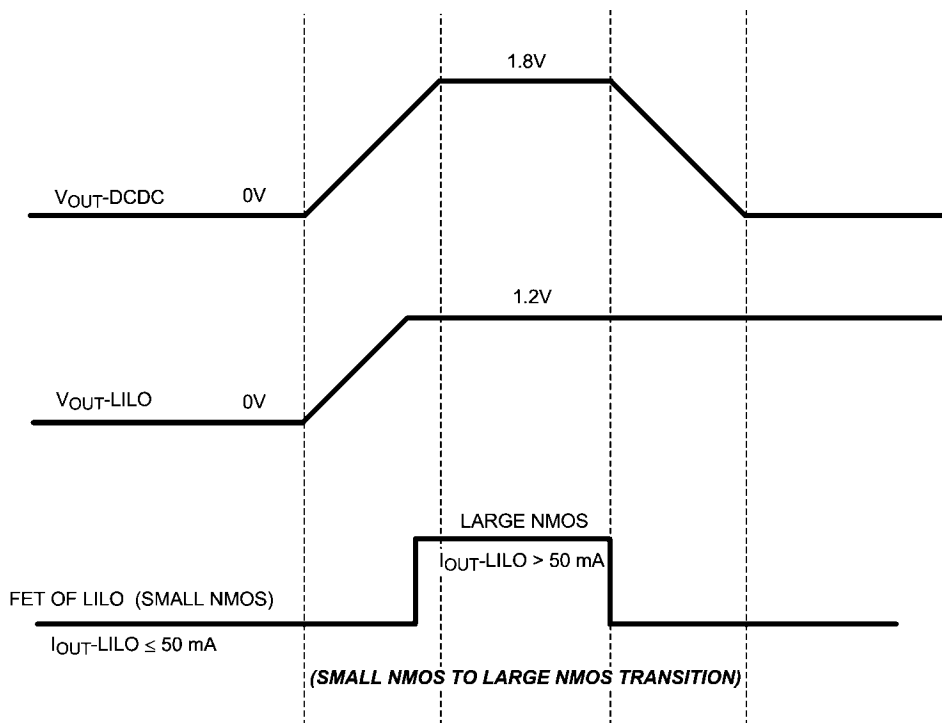 1.8V
VOUT-DCDC 0V
1.2V
VOUT-LILO 0V
LARGE NMOS
IOUT-LILO > 50 mA
FET OF LILO (SMALL NMOS)
IOUT-LILO ≤ 50 mA
(SMALL NMOS TO LARGE NMOS TRANSITION)